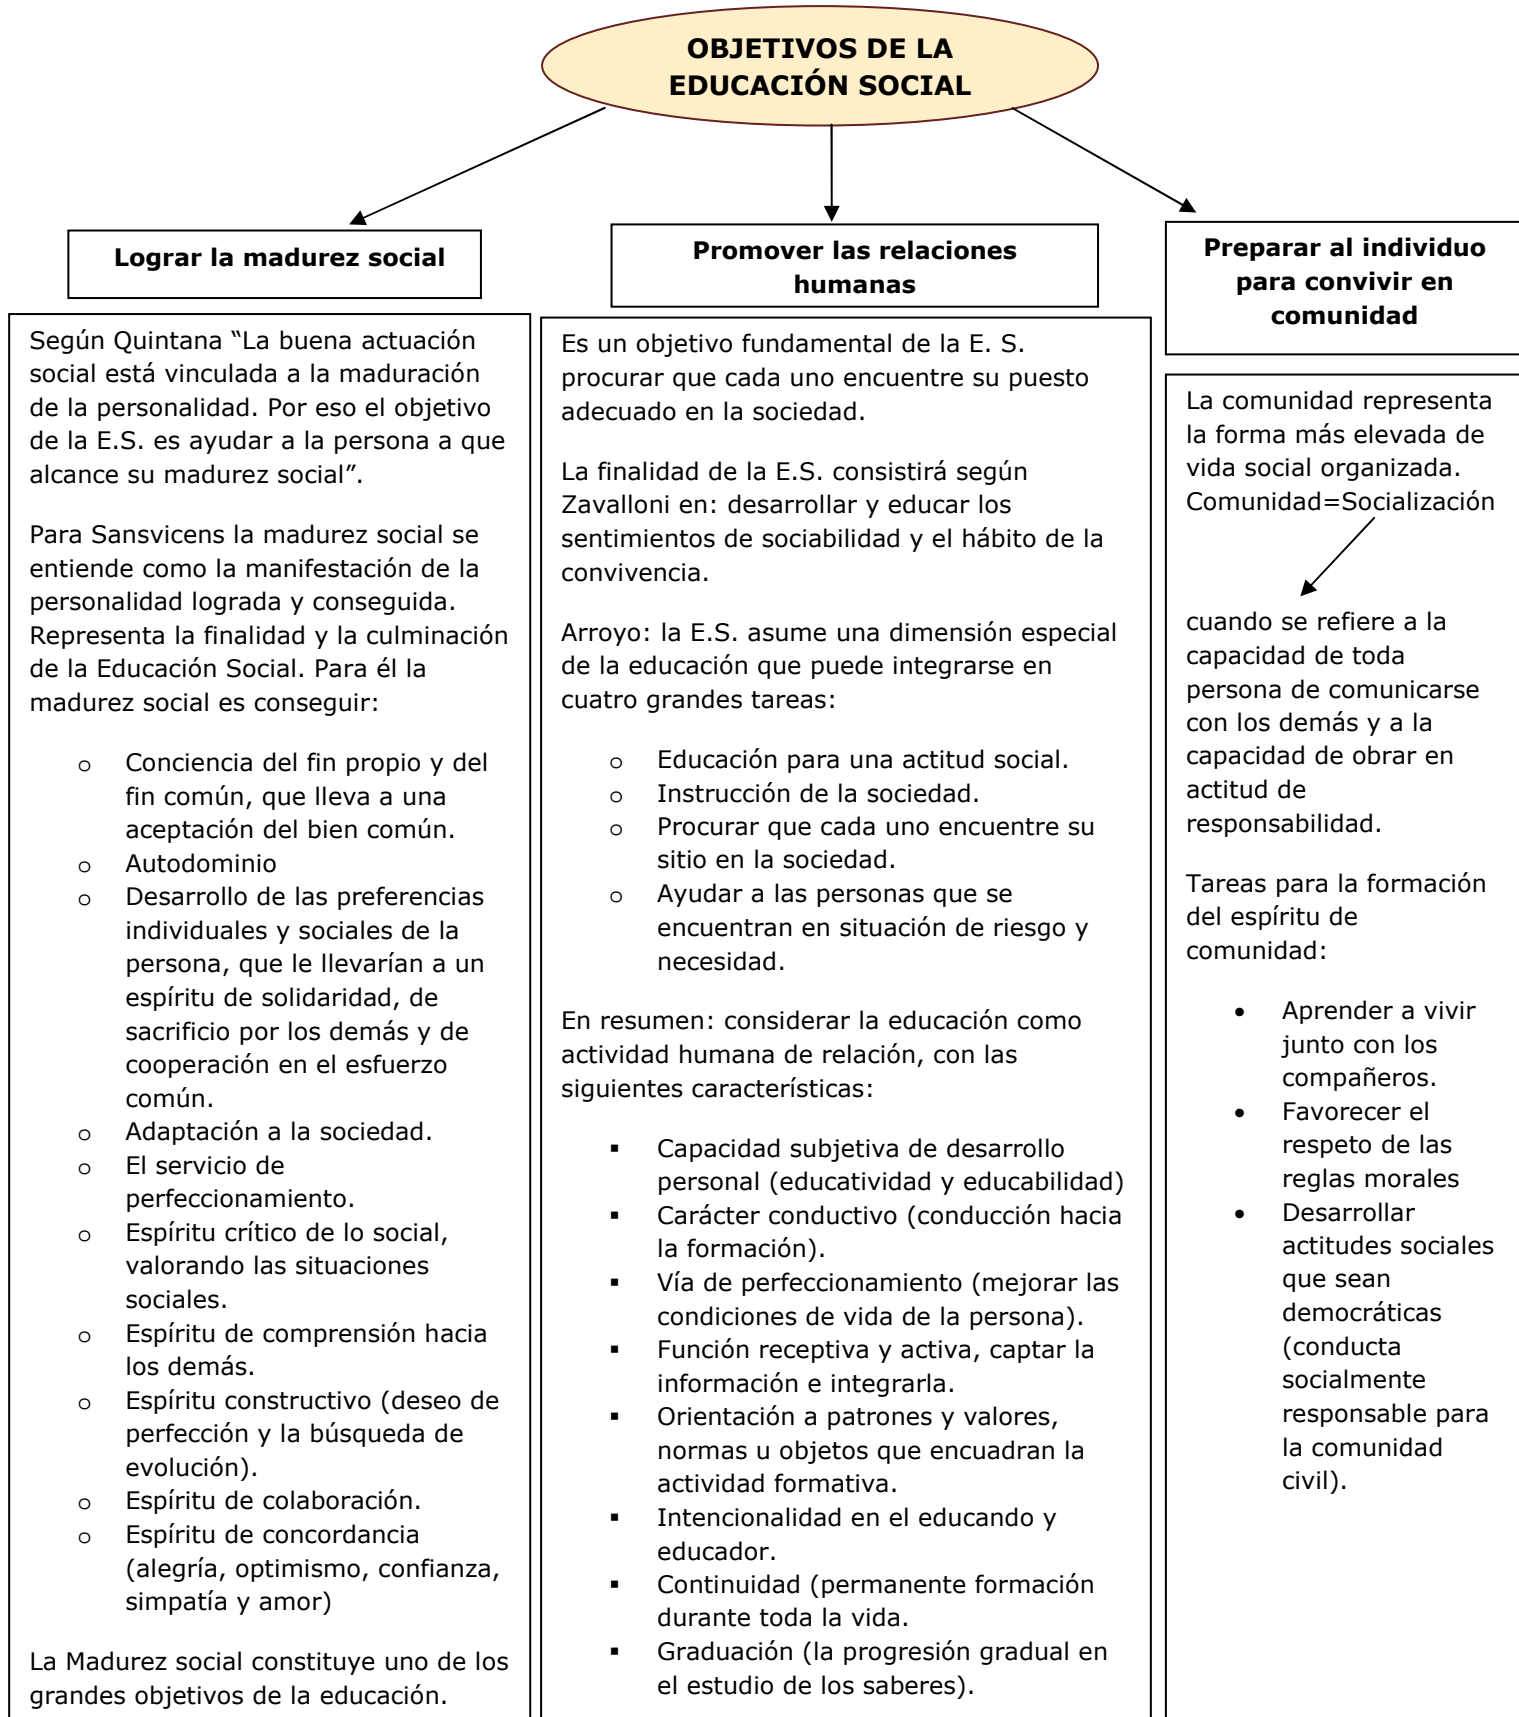 OBJETIVOS DE LA
EDUCACIÓN SOCIAL
Lograr la madurez social
Según Quintana “La buena actuación
social está vinculada a la maduración
de la personalidad. Por eso el objetivo
de la E.S. es ayudar a la persona a que
alcance su madurez social”.
Para Sansvicens la madurez social se
entiende como la manifestación de la
personalidad lograda y conseguida.
Representa la finalidad y la culminación
de la Educación Social. Para él la
madurez social es conseguir:
o Conciencia del fin propio y del
fin común, que lleva a una
aceptación del bien común.
o Autodominio
o Desarrollo de las preferencias
individuales y sociales de la
persona, que le llevarían a un
espíritu de solidaridad, de
sacrificio por los demás y de
cooperación en el esfuerzo
común.
o Adaptación a la sociedad.
o El servicio de
perfeccionamiento.
o Espíritu crítico de lo social,
valorando las situaciones
sociales.
o Espíritu de comprensión hacia
los demás.
o Espíritu constructivo (deseo de
perfección y la búsqueda de
evolución).
o Espíritu de colaboración.
o Espíritu de concordancia
(alegría, optimismo, confianza,
simpatía y amor)
La Madurez social constituye uno de los
grandes objetivos de la educación.
Promover las relaciones
humanas
Es un objetivo fundamental de la E. S.
procurar que cada uno encuentre su puesto
adecuado en la sociedad.
La finalidad de la E.S. consistirá según
Zavalloni en: desarrollar y educar los
sentimientos de sociabilidad y el hábito de la
convivencia.
Arroyo: la E.S. asume una dimensión especial
de la educación que puede integrarse en
cuatro grandes tareas:
o Educación para una actitud social.
o Instrucción de la sociedad.
o Procurar que cada uno encuentre su
sitio en la sociedad.
o Ayudar a las personas que se
encuentran en situación de riesgo y
necesidad.
En resumen: considerar la educación como
actividad humana de relación, con las
siguientes características:
▪ Capacidad subjetiva de desarrollo
personal (educatividad y educabilidad)
▪ Carácter conductivo (conducción hacia
la formación).
▪ Vía de perfeccionamiento (mejorar las
condiciones de vida de la persona).
▪ Función receptiva y activa, captar la
información e integrarla.
▪ Orientación a patrones y valores,
normas u objetos que encuadran la
actividad formativa.
▪ Intencionalidad en el educando y
educador.
▪ Continuidad (permanente formación
durante toda la vida.
▪ Graduación (la progresión gradual en
el estudio de los saberes).
Preparar al individuo
para convivir en
comunidad
La comunidad representa
la forma más elevada de
vida social organizada.
Comunidad=Socialización
cuando se refiere a la
capacidad de toda
persona de comunicarse
con los demás y a la
capacidad de obrar en
actitud de
responsabilidad.
Tareas para la formación
del espíritu de
comunidad:
• Aprender a vivir
junto con los
compañeros.
• Favorecer el
respeto de las
reglas morales
• Desarrollar
actitudes sociales
que sean
democráticas
(conducta
socialmente
responsable para
la comunidad
civil).